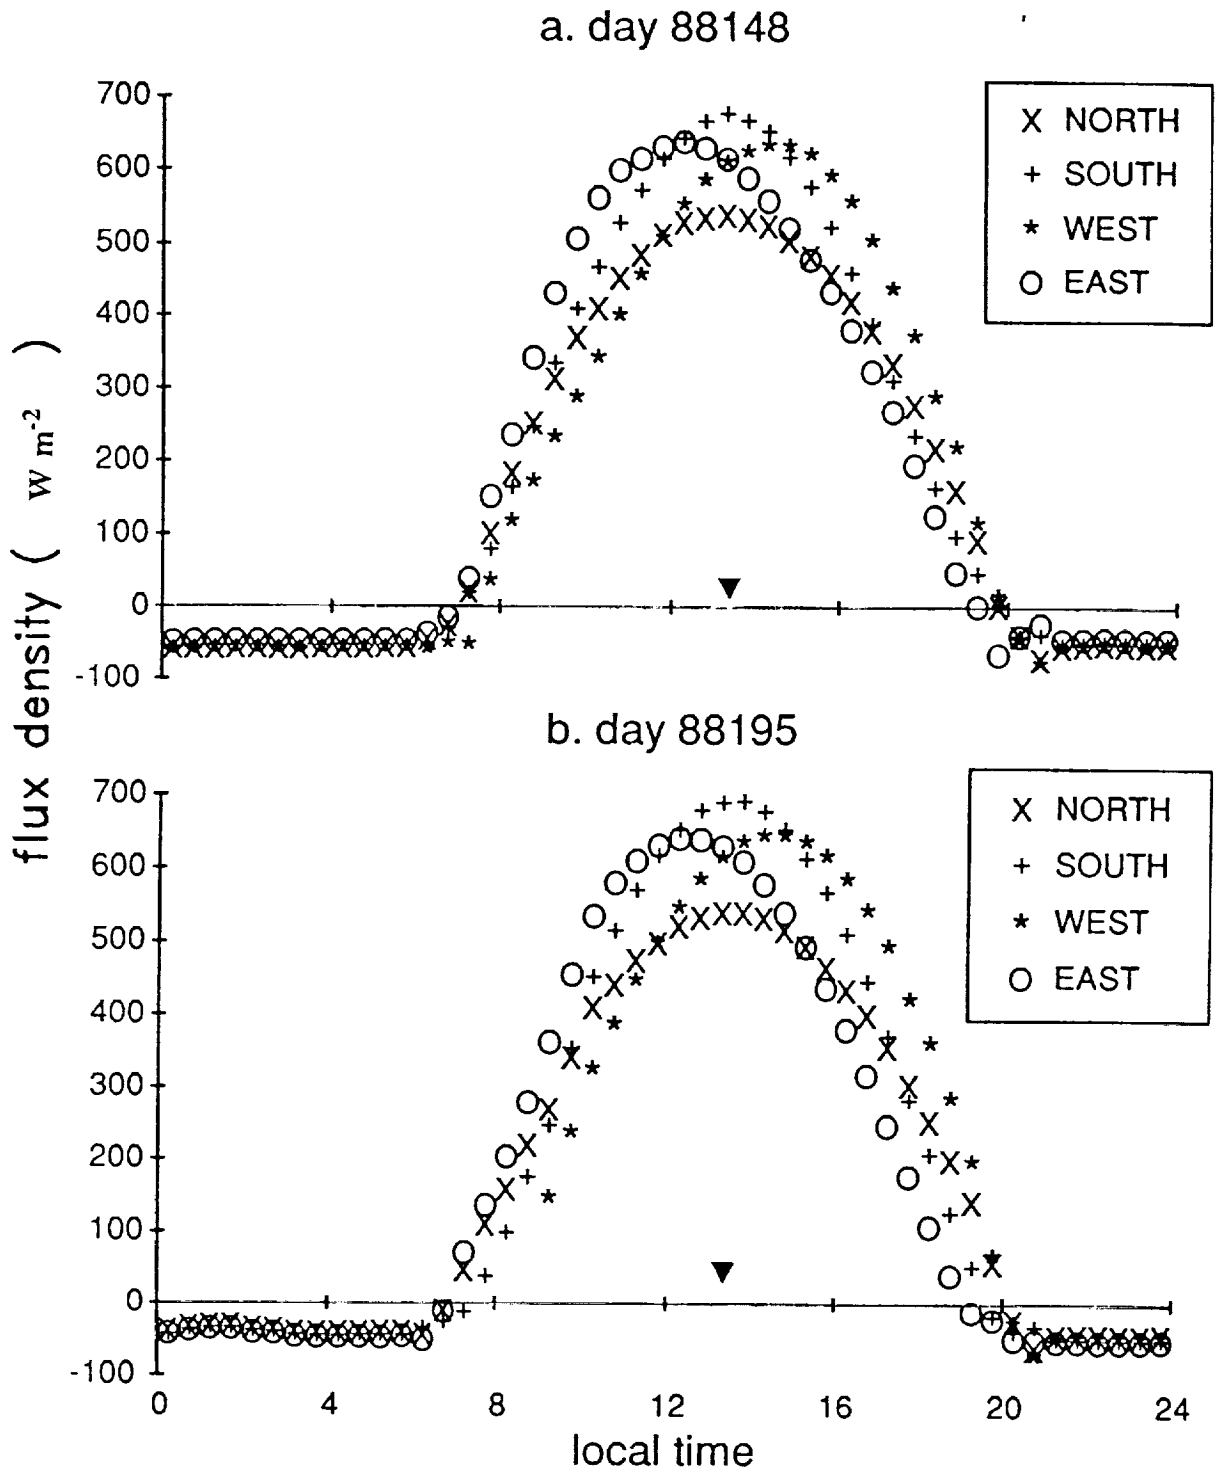 a. day 88148
700
600
500
400
300
200
100
0
-100
X NORTH
+ SOUTH
* WEST
O EAST
flux density ( w m-2 )
b. day 88195
700
600
500
400
300
200
100
0
-100
X NORTH
+ SOUTH
* WEST
O EAST
0 4 8 12 16 20 24
local time